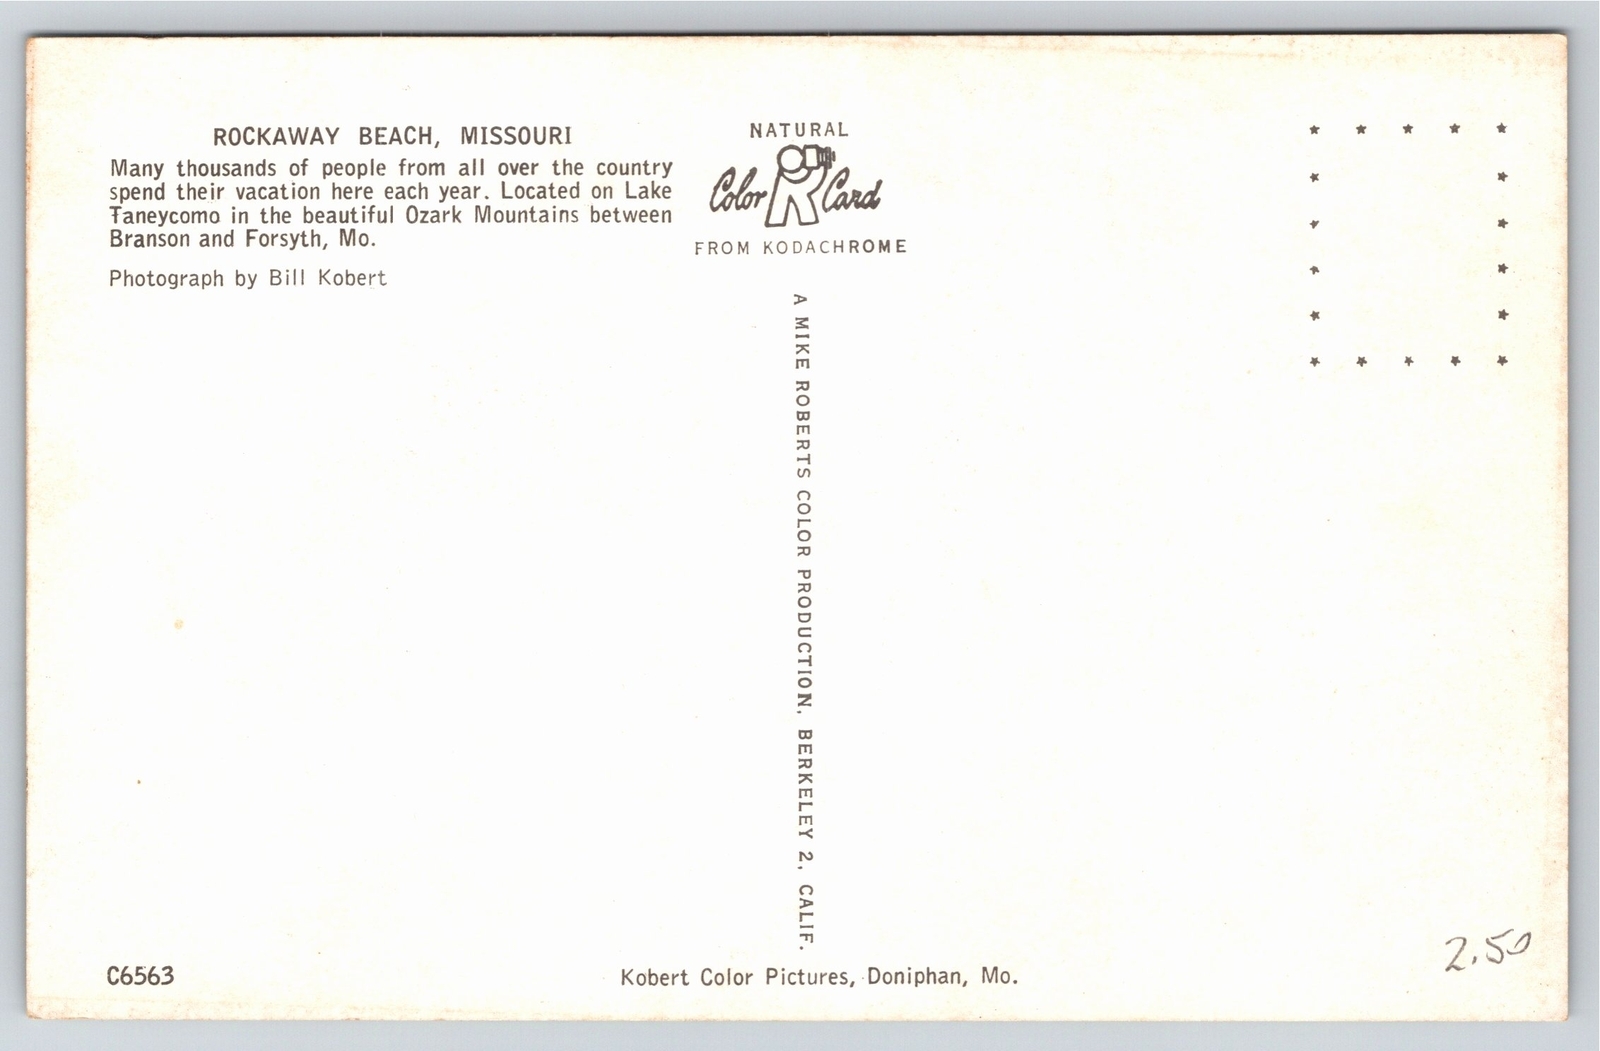 ROCKAWAY BEACH, MISSOURI
Many thousands of people from all over the country
spend their vacation here each year. Located on Lake
Taneycomo in the beautiful Ozark Mountains between
Branson and Forsyth, Mo.
Photograph by Bill Kobert
NATURAL
Color R Card
FROM KODACHROME
A MIKE ROBERTS COLOR PRODUCTION, BERKELEY 2, CALIF.
C6563
Kobert Color Pictures, Doniphan, Mo.
2.50